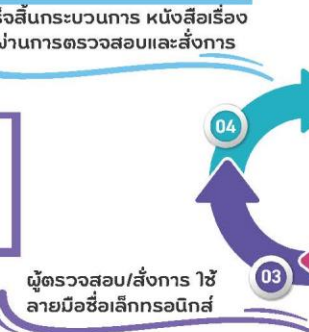 จสิ้นกระบวนการ หนังสือเรื่อง
ผ่านการตรวจสอบและสั่งการ
04
ผู้ตรวจสอบ/สั่งการ ใช้
ลายมือชื่อเล็กทรอนิกส์
03